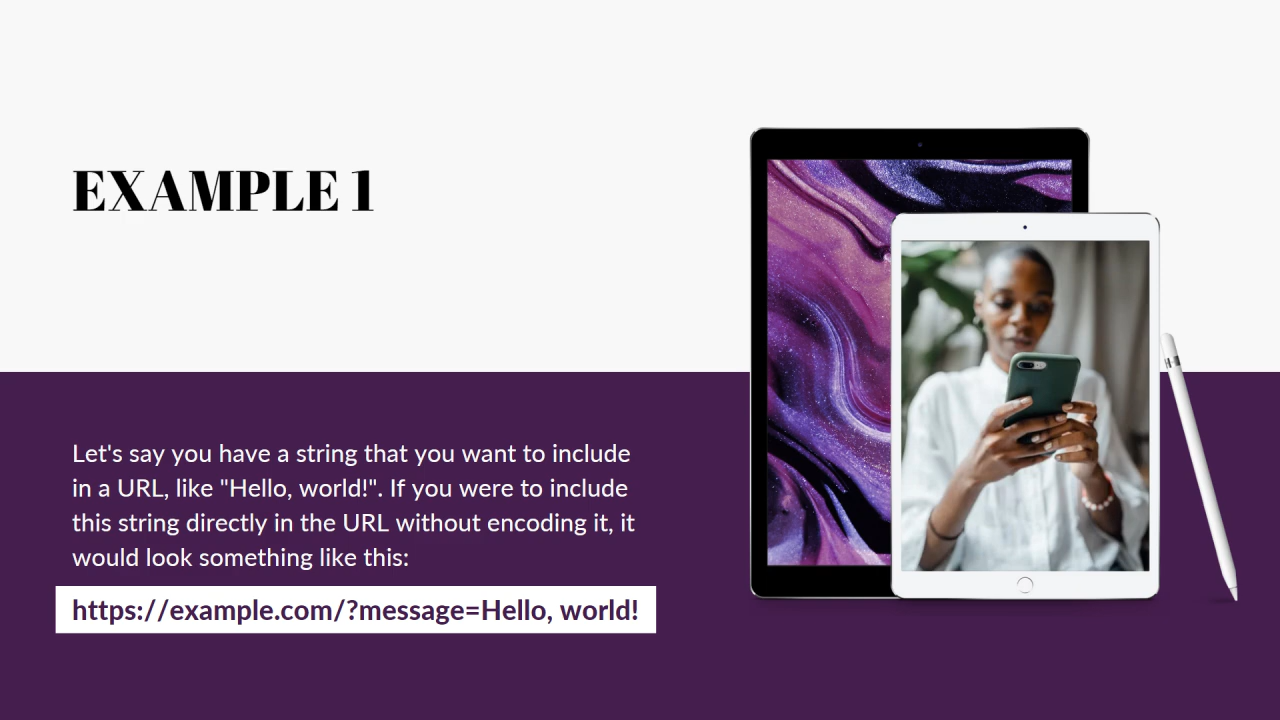 EXAMPLE 1
Let's say you have a string that you want to include
in a URL, like "Hello, world!". If you were to include
this string directly in the URL without encoding it, it
would look something like this:
https://example.com/?message=Hello, world!